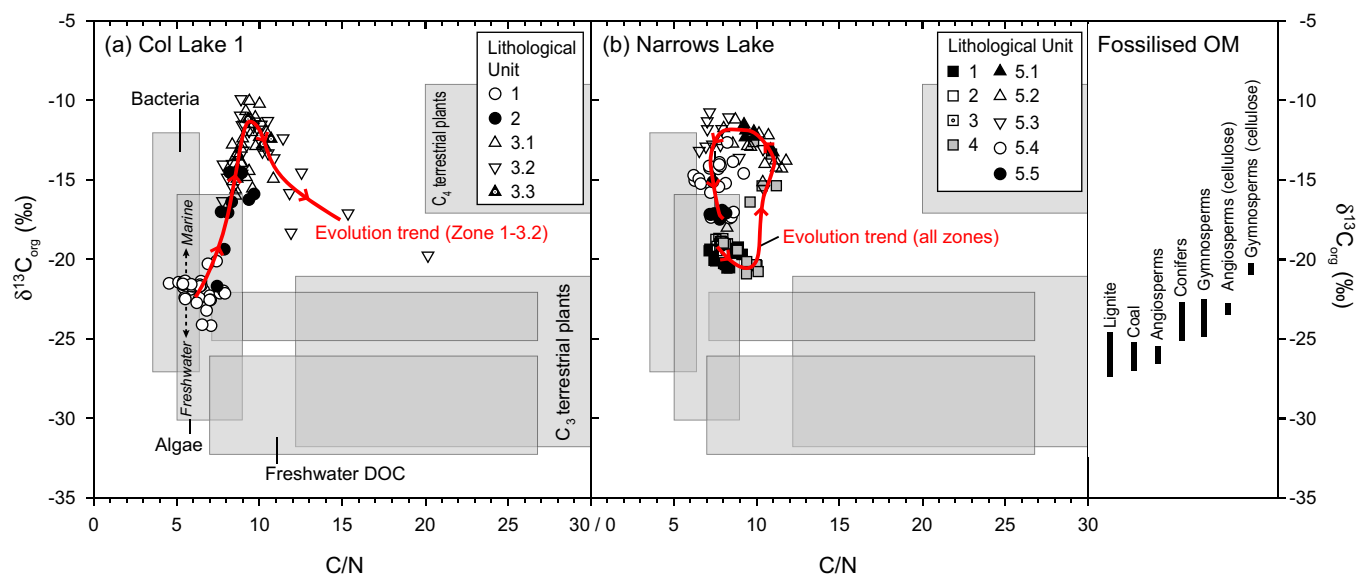 (a) Col Lake 1
Lithological
Unit
1
2
3.1
3.2
3.3
Bacteria
C4 terrestrial plants
Marine
Freshwater
Evolution trend (Zone 1-3.2)
Algae
Freshwater DOC
C3 terrestrial plants
δ13Corg (‰)
-5
-10
-15
-20
-25
-30
-35
0
5
10
15
20
25
30 / 0
C/N
(b) Narrows Lake
Lithological Unit
1 5.1
2 5.2
3 5.3
4 5.4
5.5
Evolution trend (all zones)
5
10
15
20
25
30
C/N
Fossilised OM
Lignite
Coal
Angiosperms
Conifers
Gymnosperms
Angiosperms (cellulose)
Gymnosperms (cellulose)
-5
-10
-15
-20
-25
-30
-35
δ13Corg (‰)